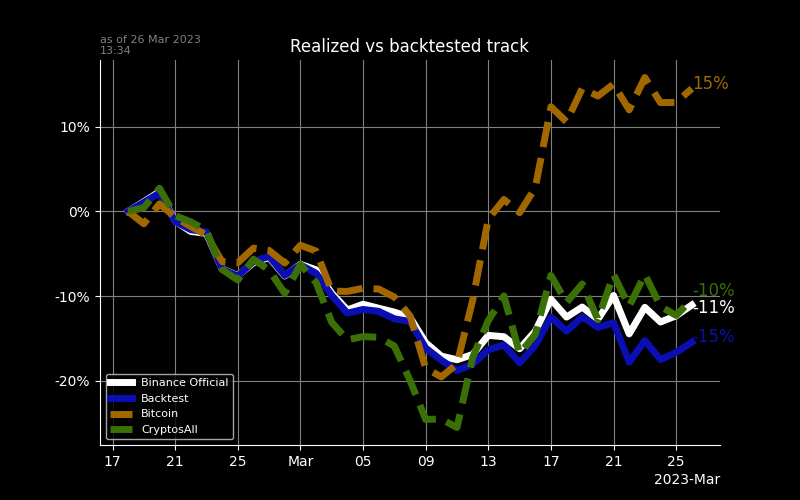 as of 26 Mar 2023
13:34
Realized vs backtested track
15%
10%
0%
-10%
-20%
-10%
-11%
-15%
Binance Official
Backtest
Bitcoin
CryptosAll
17 21 25 Mar 05 09 13 17 21 25
2023-Mar